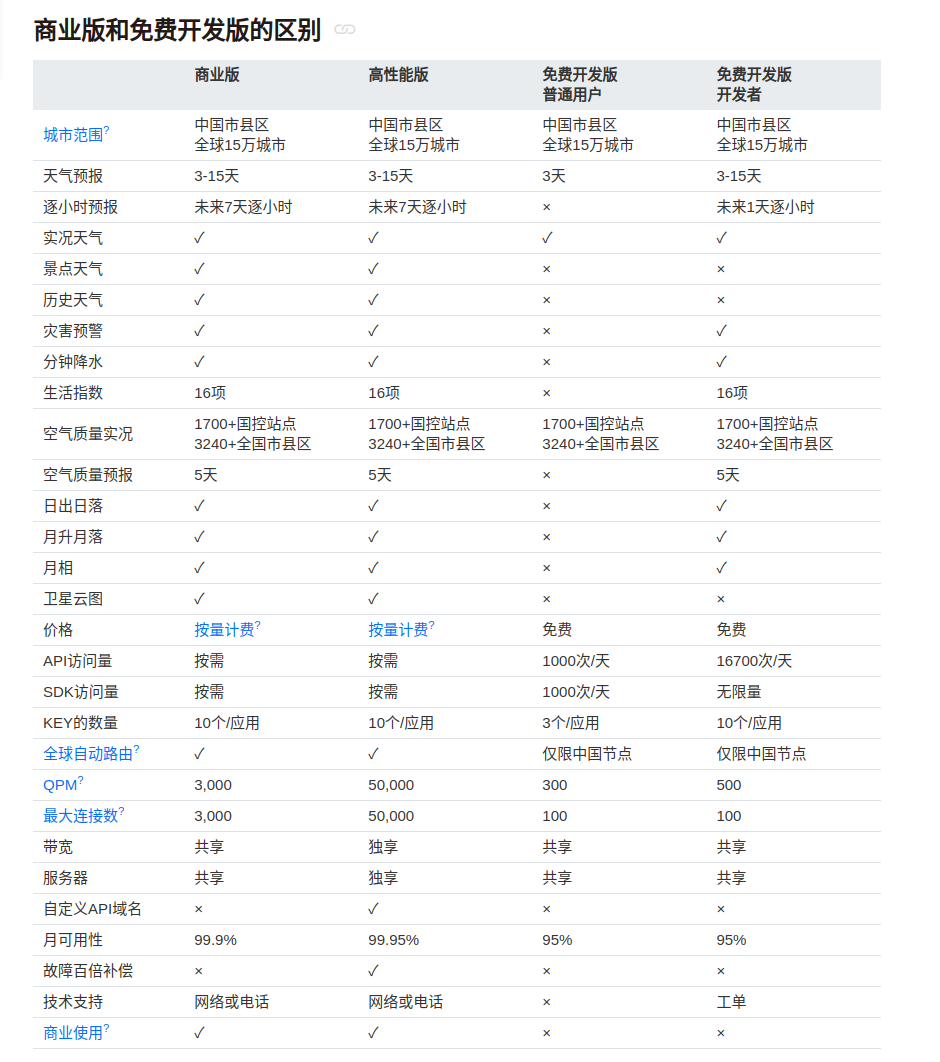 商业版和免费开发版的区别
商业版 高性能版 免费开发版 免费开发版
普通用户 开发者
城市范围? 中国市县区 中国市县区 中国市县区 中国市县区
全球15万城市 全球15万城市 全球15万城市 全球15万城市
天气预报 3-15天 3-15天 3天 3-15天
逐小时预报 未来7天逐小时 未来7天逐小时 × 未来1天逐小时
实况天气 ✓ ✓ ✓ ✓
景点天气 ✓ ✓ × ×
历史天气 ✓ ✓ × ×
灾害预警 ✓ ✓ × ✓
分钟降水 ✓ ✓ × ✓
生活指数 16项 16项 × 16项
空气质量实况 1700+国控站点 1700+国控站点 1700+国控站点 1700+国控站点
3240+全国市县区 3240+全国市县区 3240+全国市县区 3240+全国市县区
空气质量预报 5天 5天 × 5天
日出日落 ✓ ✓ × ✓
月升月落 ✓ ✓ × ✓
月相 ✓ ✓ × ✓
卫星云图 ✓ ✓ × ×
价格 按量计费? 按量计费? 免费 免费
API访问量 按需 按需 1000次/天 16700次/天
SDK访问量 按需 按需 1000次/天 无限量
KEY的数量 10个/应用 10个/应用 3个/应用 10个/应用
全球自动路由? ✓ ✓ 仅限中国节点 仅限中国节点
QPM? 3,000 50,000 300 500
最大连接数? 3,000 50,000 100 100
带宽 共享 独享 共享 共享
服务器 共享 独享 共享 共享
自定义API域名 × ✓ × ×
月可用性 99.9% 99.95% 95% 95%
故障百倍补偿 × ✓ × ×
技术支持 网络或电话 网络或电话 × 工单
商业使用? ✓ ✓ × ×